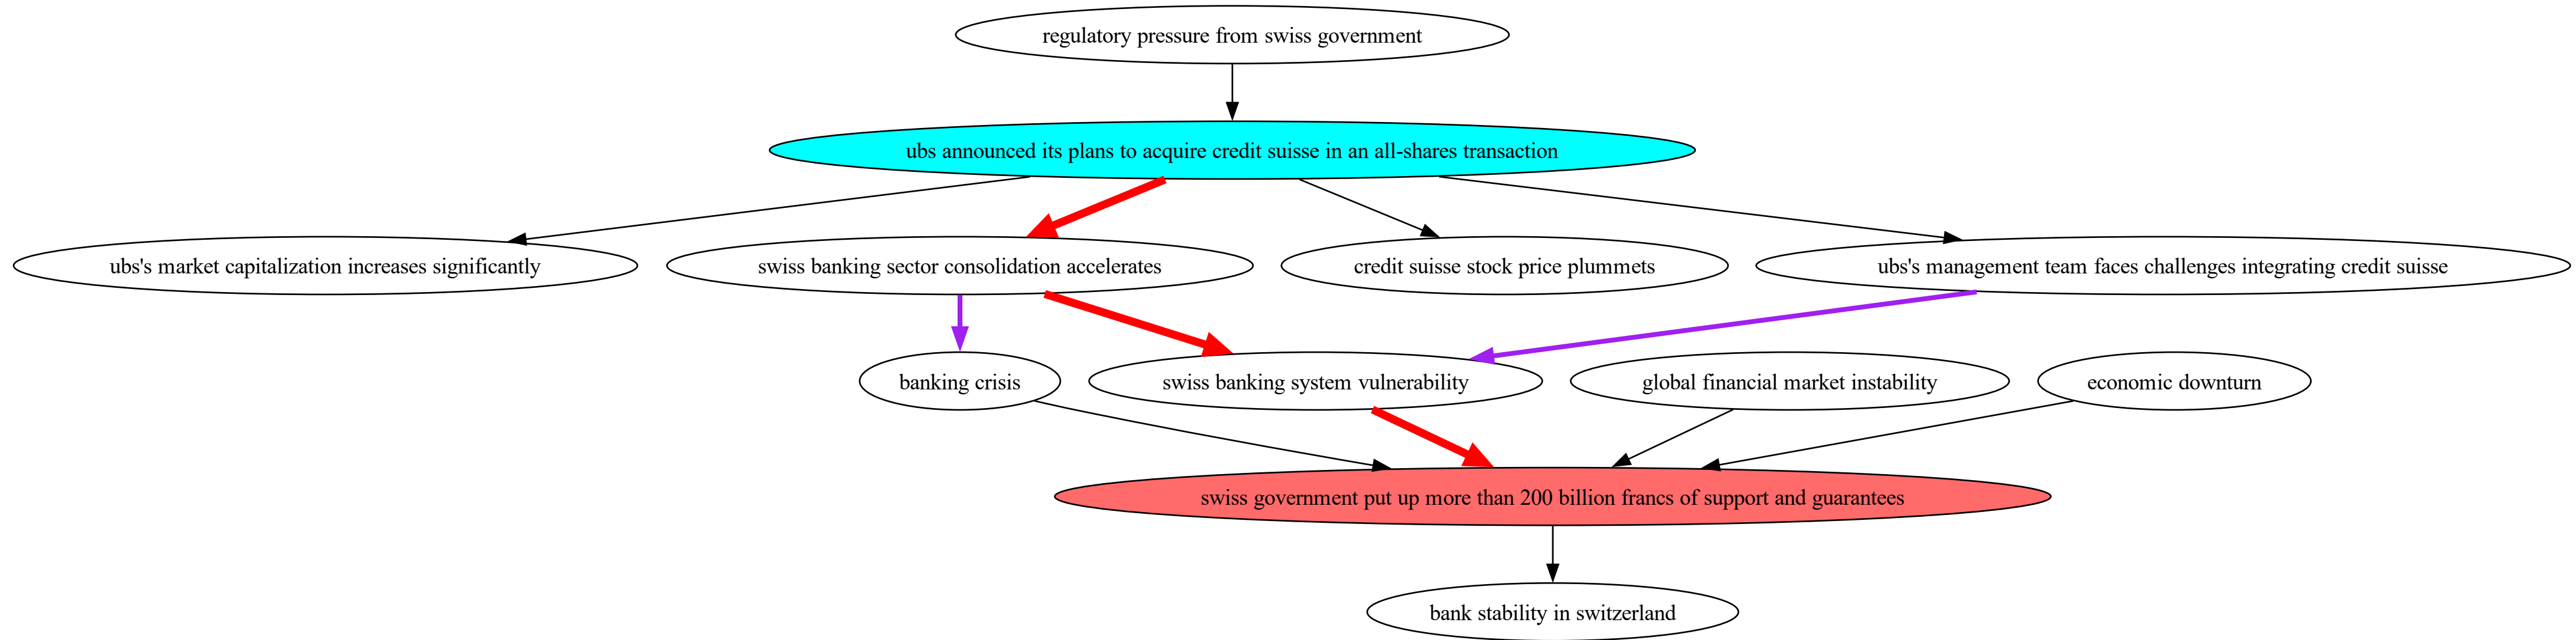 regulatory pressure from swiss government
ubs announced its plans to acquire credit suisse in an all-shares transaction
ubs's market capitalization increases significantly
swiss banking sector consolidation accelerates
credit suisse stock price plummets
ubs's management team faces challenges integrating credit suisse
banking crisis
swiss banking system vulnerability
global financial market instability
economic downturn
swiss government put up more than 200 billion francs of support and guarantees
bank stability in switzerland